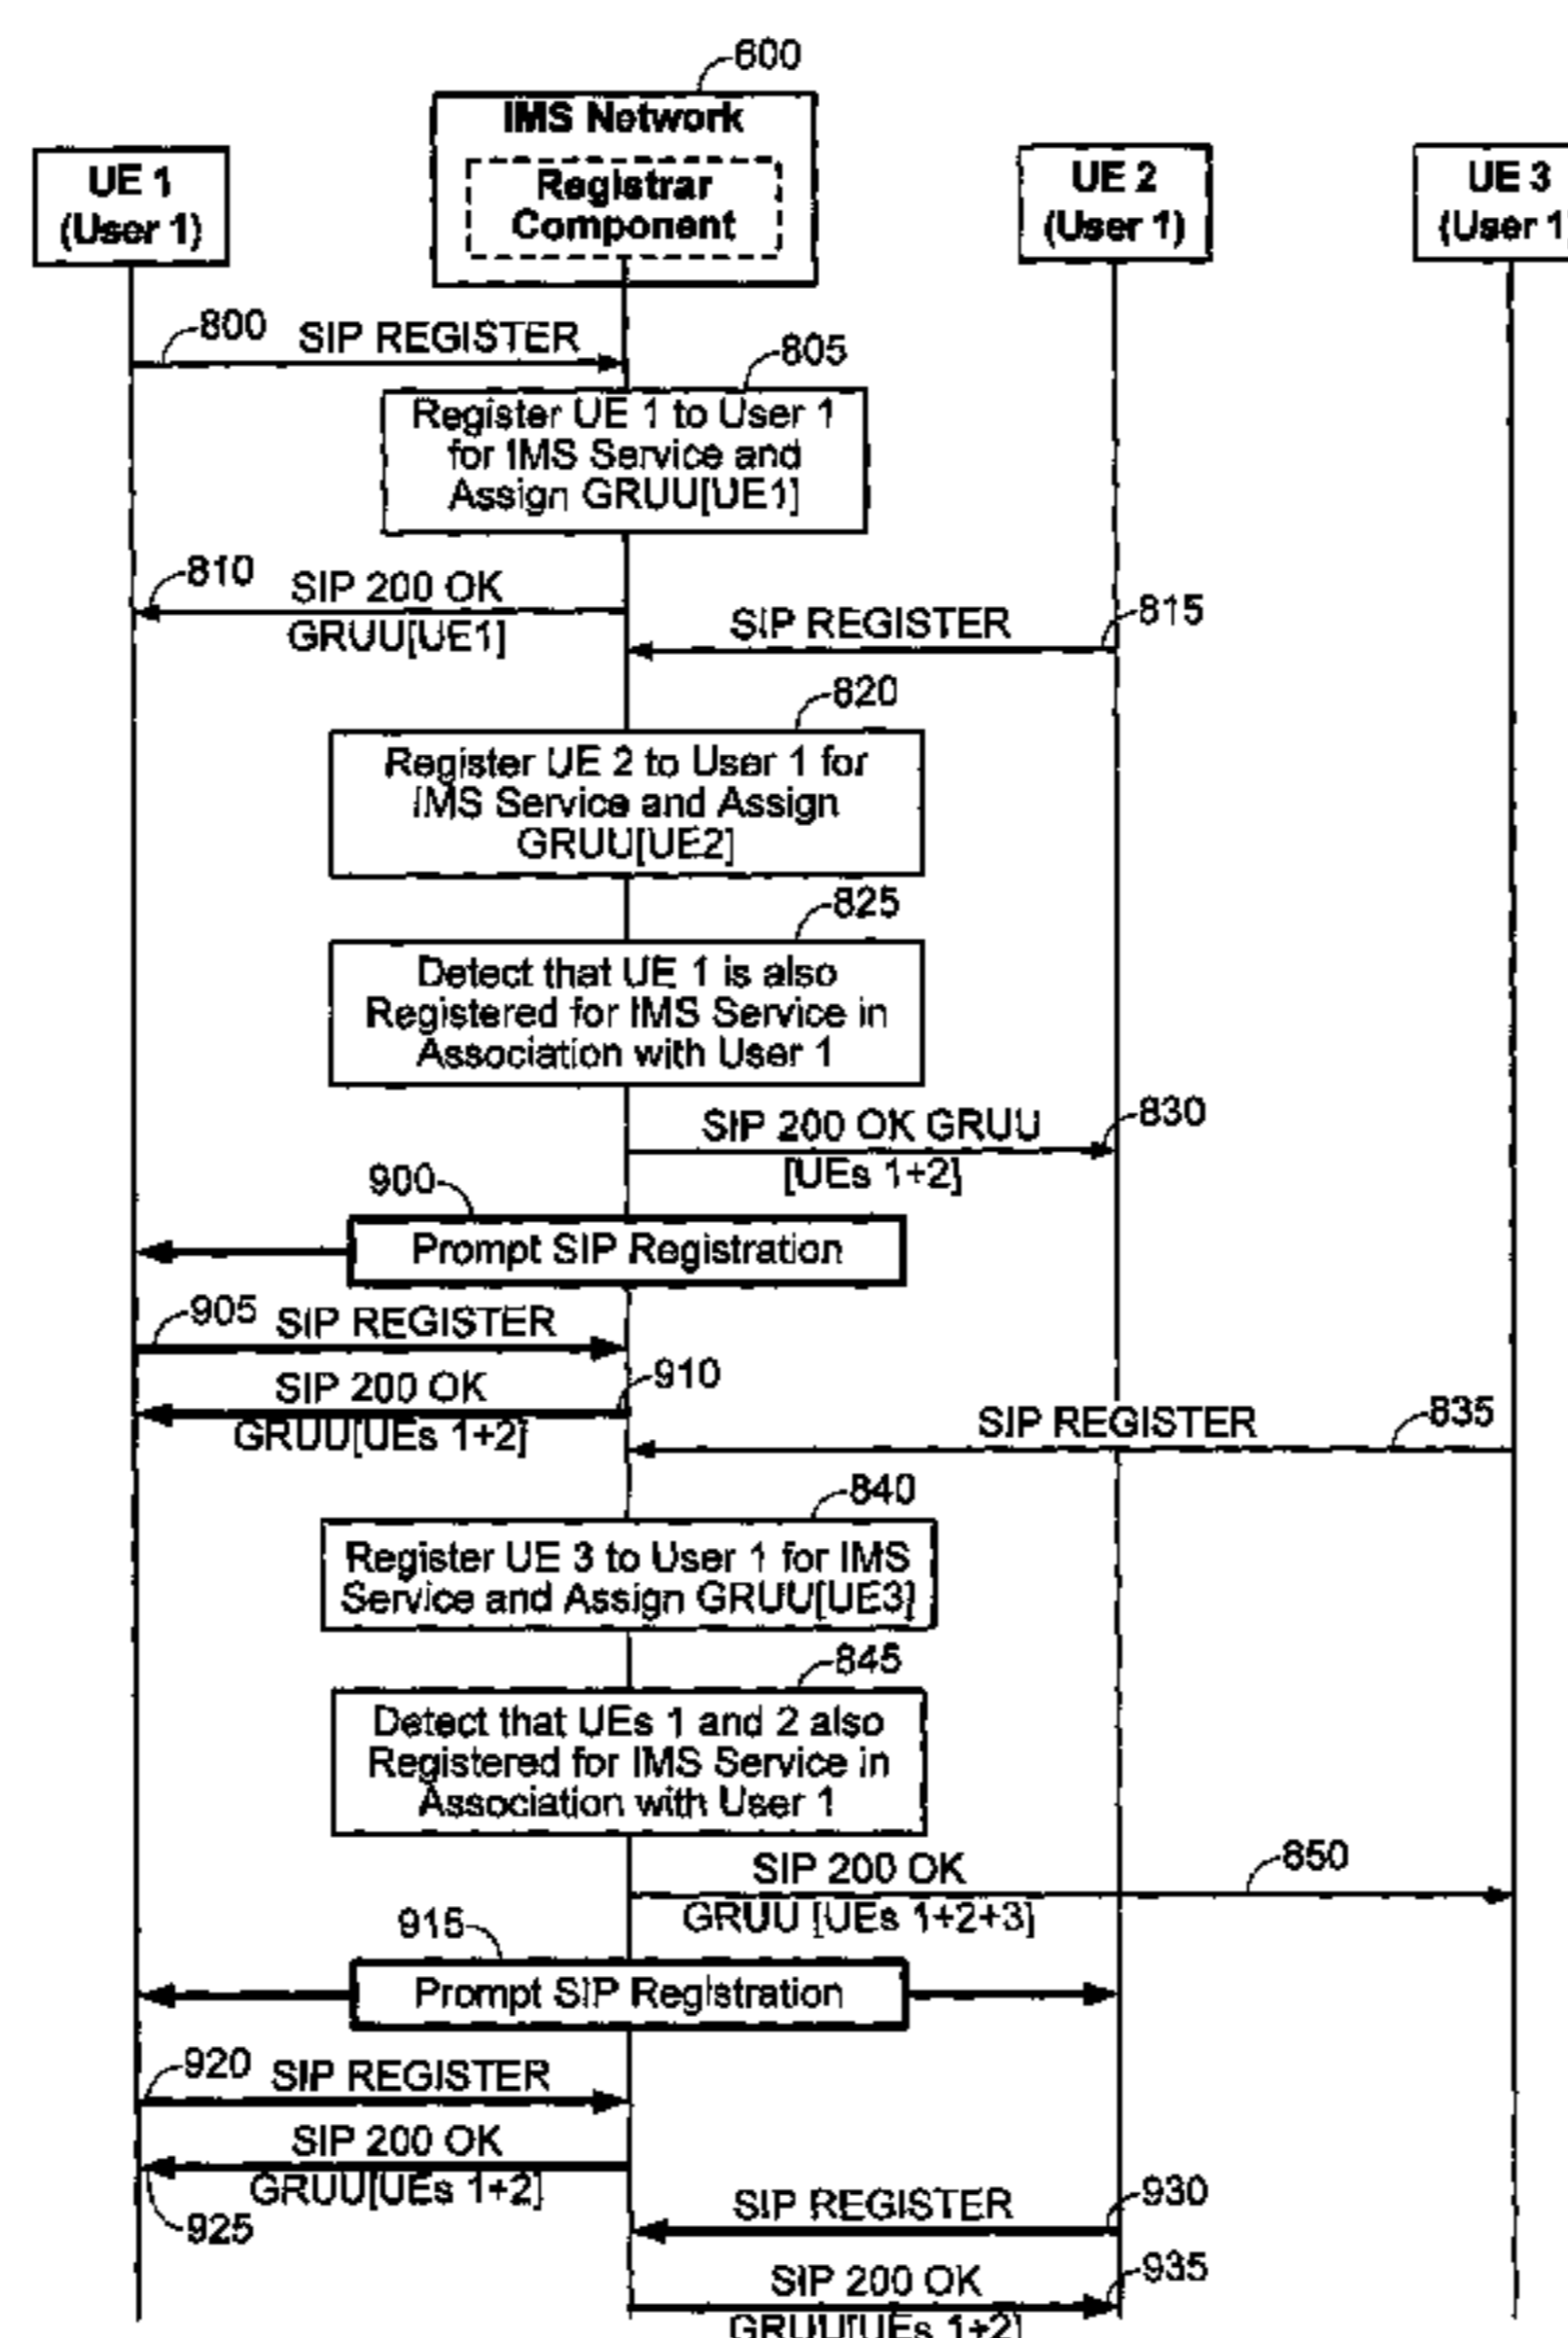 600
IMS Network
Registrar
Component
UE 1
(User 1)
UE 2
(User 1)
UE 3
(User 1
800
SIP REGISTER
805
Register UE 1 to User 1
for IMS Service and
Assign GRUU[UE1]
810
SIP 200 OK
GRUU[UE1]
SIP REGISTER
815
820
Register UE 2 to User 1 for
IMS Service and Assign
GRUU[UE2]
825
Detect that UE 1 is also
Registered for IMS Service in
Association with User 1
SIP 200 OK GRUU
830
[UEs 1+2]
900
Prompt SIP Registration
905
SIP REGISTER
910
SIP 200 OK
GRUU[UEs 1+2]
SIP REGISTER
835
840
Register UE 3 to User 1 for IMS
Service and Assign GRUU[UE3]
845
Detect that UEs 1 and 2 also
Registered for IMS Service in
Association with User 1
SIP 200 OK
850
GRUU [UEs 1+2+3]
915
Prompt SIP Registration
920
SIP REGISTER
SIP 200 OK
GRUU[UEs 1+2]
925
SIP REGISTER
930
SIP 200 OK
935
GRUU[UEs 1+2]